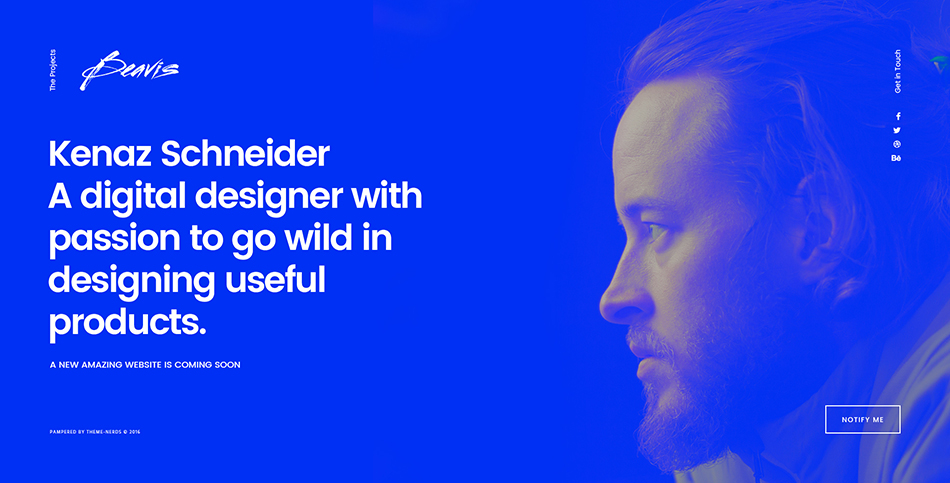 The Projects
Beavis
Get in Touch
Kenaz Schneider
A digital designer with
passion to go wild in
designing useful
products.
A NEW AMAZING WEBSITE IS COMING SOON
PAMPERED BY THEME-NERDS © 2016
NOTIFY ME